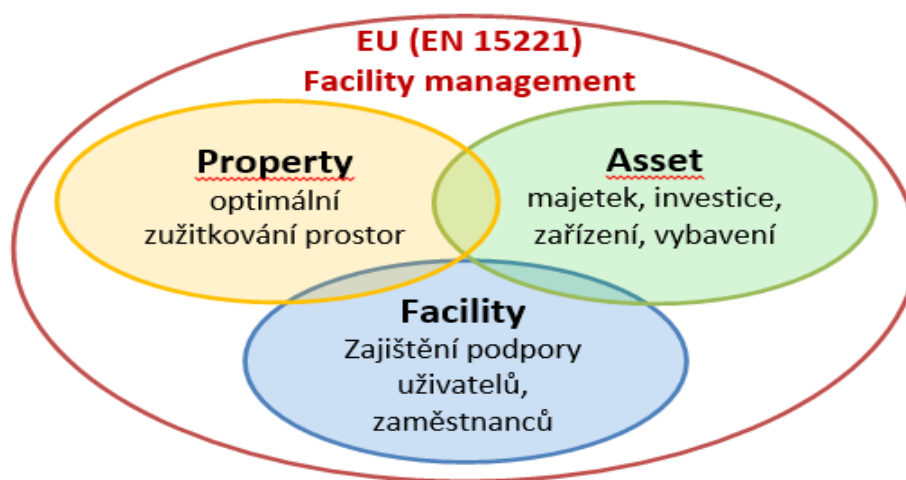 EU (EN 15221)
Facility management
Property
optimální
zužitkování prostor
Asset
majetek, investice,
zařízení, vybavení
Facility
Zajištění podpory
uživatelů,
zaměstnanců